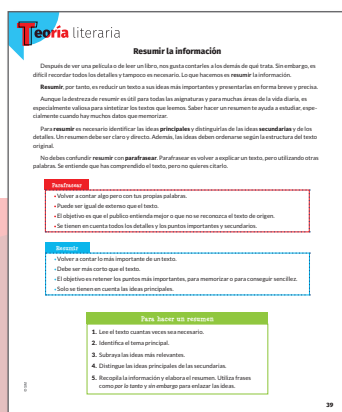 Teoría literaria
Resumir la información
Después de ver una película o de leer un libro, nos gusta contarles a los demás de qué trata. Sin embargo, es
difícil recordar todos los detalles y tampoco es necesario. Lo que hacemos es resumir la información.
Resumir, por tanto, es reducir un texto a sus ideas más importantes y presentarlas en forma breve y precisa.
Aunque la destreza de resumir es útil para todas las asignaturas y para muchas áreas de la vida diaria, es
especialmente valiosa para sintetizar los textos que leemos. Saber hacer un resumen te ayuda a estudiar, espe-
cialmente cuando hay muchos datos que memorizar.
Para resumir es necesario identificar las ideas principales y distinguirlas de las ideas secundarias y de los
detalles. Un resumen debe ser claro y directo. Además, las ideas deben ordenarse según la estructura del texto
original.
No debes confundir resumir con parafrasear. Parafrasear es volver a explicar un texto, pero utilizando otras
palabras. Se entiende que has comprendido el texto, pero no quieres citarlo.
Parafrasear
• Volver a contar algo pero con tus propias palabras.
• Puede ser igual de extenso que el texto.
• El objetivo es que el publico entienda mejor o que no se reconozca el texto de origen.
• Se tienen en cuenta todos los detalles y los puntos importantes y secundarios.
Resumir
• Volver a contar lo más importante de un texto.
• Debe ser más corto que el texto.
• El objetivo es retener los puntos más importantes, para memorizar o para conseguir sencillez.
• Solo se tienen en cuenta las ideas principales.
Para hacer un resumen
1. Lee el texto cuantas veces sea necesario.
2. Identifica el tema principal.
3. Subraya las ideas más relevantes.
4. Distingue las ideas principales de las secundarias.
5. Recopila la información y elabora el resumen. Utiliza frases
como por lo tanto y sin embargo para enlazar las ideas.
39